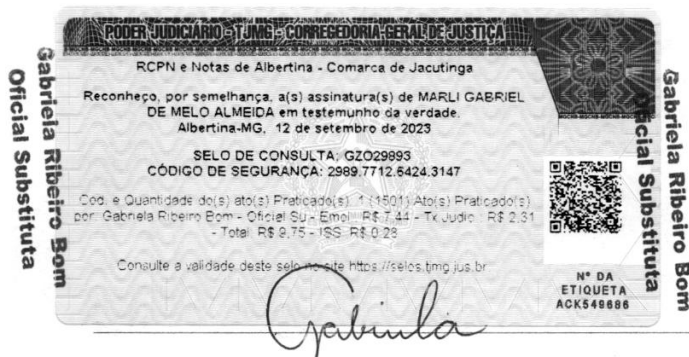 PODER JUDICIÁRIO - TJMG - CORREGEDORIA-GERAL DE JUSTIÇA
RCPN e Notas de Albertina - Comarca de Jacutinga
Reconheço, por semelhança, a(s) assinatura(s) de MARLI GABRIEL
DE MELO ALMEIDA em testemunho da verdade.
Albertina-MG, 12 de setembro de 2023
SELO DE CONSULTA: GZO29893
CÓDIGO DE SEGURANÇA: 2989.7712.6424.3147
Cod. e Quantidade do(s) ato(s) Praticado(s): 1 (1501) Ato(s) Praticado(s)
por: Gabriela Ribeiro Bom - Oficial Su - Emol.: R$ 7,44 - Tx.Judic.: R$ 2,31
- Total: R$ 9,75 - ISS: R$ 0,28
Consulte a validade deste selo no site https://selos.tjmg.jus.br
Nº DA
ETIQUETA
ACK549686
Gabriela Ribeiro Bom
Oficial Substituta
Gabriela Ribeiro Bom
Oficial Substituta
Gabriela